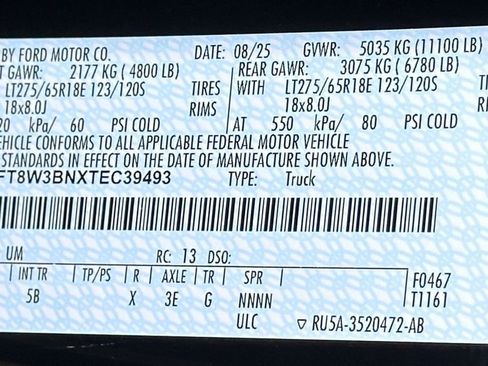 BY FORD MOTOR CO. DATE: 08/25 GVWR: 5035 KG (11100 LB)
T GAWR: 2177 KG ( 4800 LB) REAR GAWR: 3075 KG ( 6780 LB)
LT275/65R18E 123/120S TIRES WITH LT275/65R18E 123/120S
18x8.0J RIMS 18x8.0J
20 kPa/ 60 PSI COLD AT 550 kPa/ 80 PSI COLD
EHICLE CONFORMS TO ALL APPLICABLE FEDERAL MOTOR VEHICLE
STANDARDS IN EFFECT ON THE DATE OF MANUFACTURE SHOWN ABOVE.
FT8W3BNXTEC39493 TYPE: Truck
UM RC: 13 DSO:
INT TR TP/PS R AXLE TR SPR F0467
5B X 3E G NNNN T1161
ULC ▽ RU5A-3520472-AB